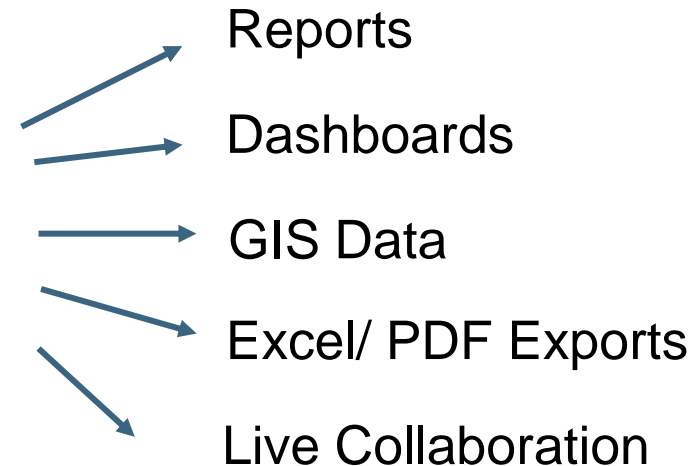 Reports
Dashboards
GIS Data
Excel/ PDF Exports
Live Collaboration